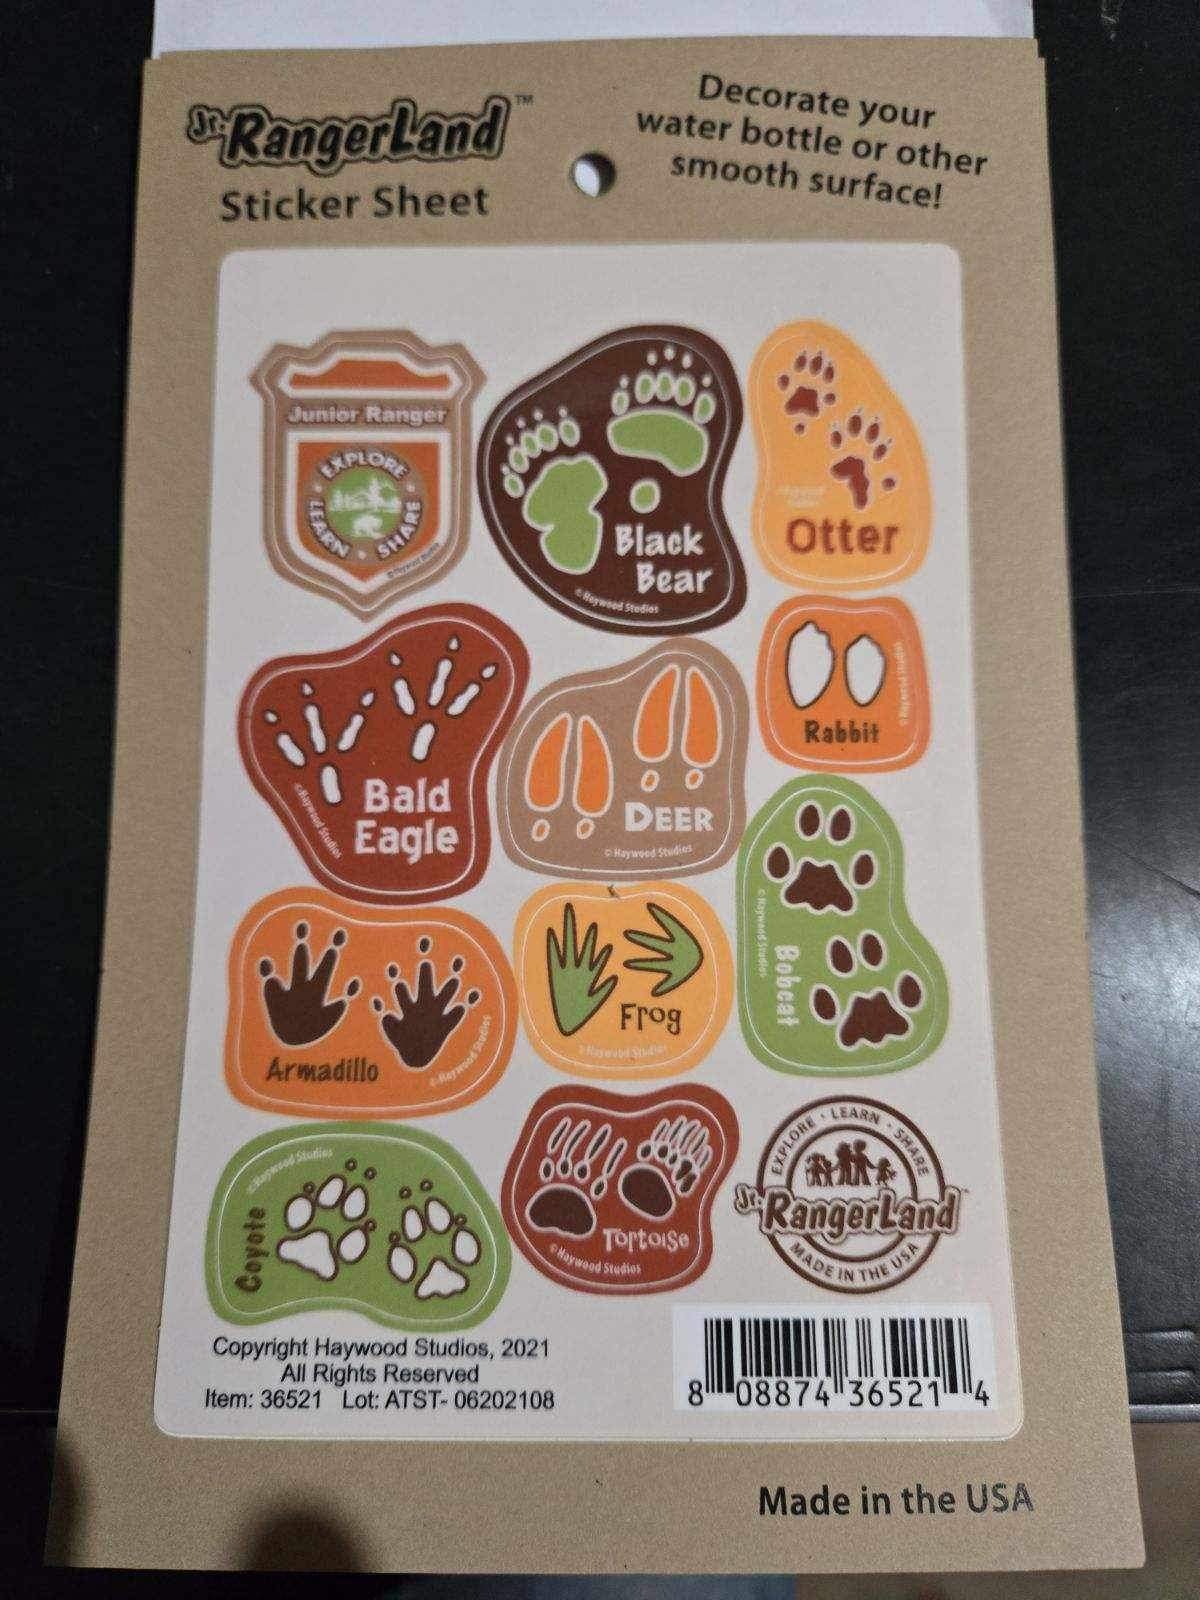 Jr. RangerLand™
Sticker Sheet
Decorate your
water bottle or other
smooth surface!
Junior Ranger
EXPLORE
LEARN • SHARE
Black
Bear
© Haywood Studios
Otter
Rabbit
Bald
Eagle
© Haywood Studios
DEER
© Haywood Studios
Bobcat
© Haywood Studios
Armadillo
© Haywood Studios
Frog
© Haywood Studios
Coyote
© Haywood Studios
Tortoise
© Haywood Studios
EXPLORE • LEARN • SHARE
Jr. RangerLand
MADE IN THE USA
Copyright Haywood Studios, 2021
All Rights Reserved
Item: 36521 Lot: ATST- 06202108
8 08874 36521 4
Made in the USA